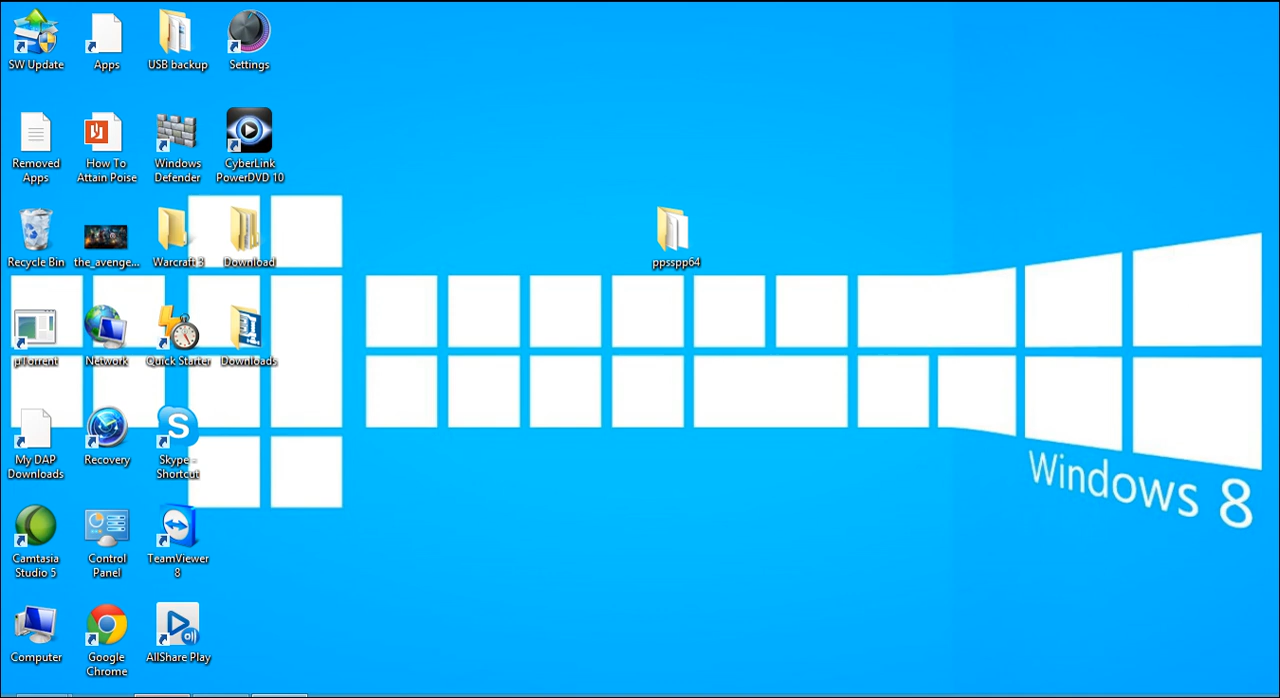 SW Update
Apps
USB backup
Settings
Removed
Apps
How To
Attain Poise
Windows
Defender
CyberLink
PowerDVD 10
Recycle Bin
the_avenge...
Warcraft 3
Download
ppsspp64
µTorrent
Network
Quick Starter
Downloads
My DAP
Downloads
Recovery
S
Skype -
Shortcut
Windows 8
Camtasia
Studio 5
Control
Panel
TeamViewer
8
Computer
Google
Chrome
AllShare Play